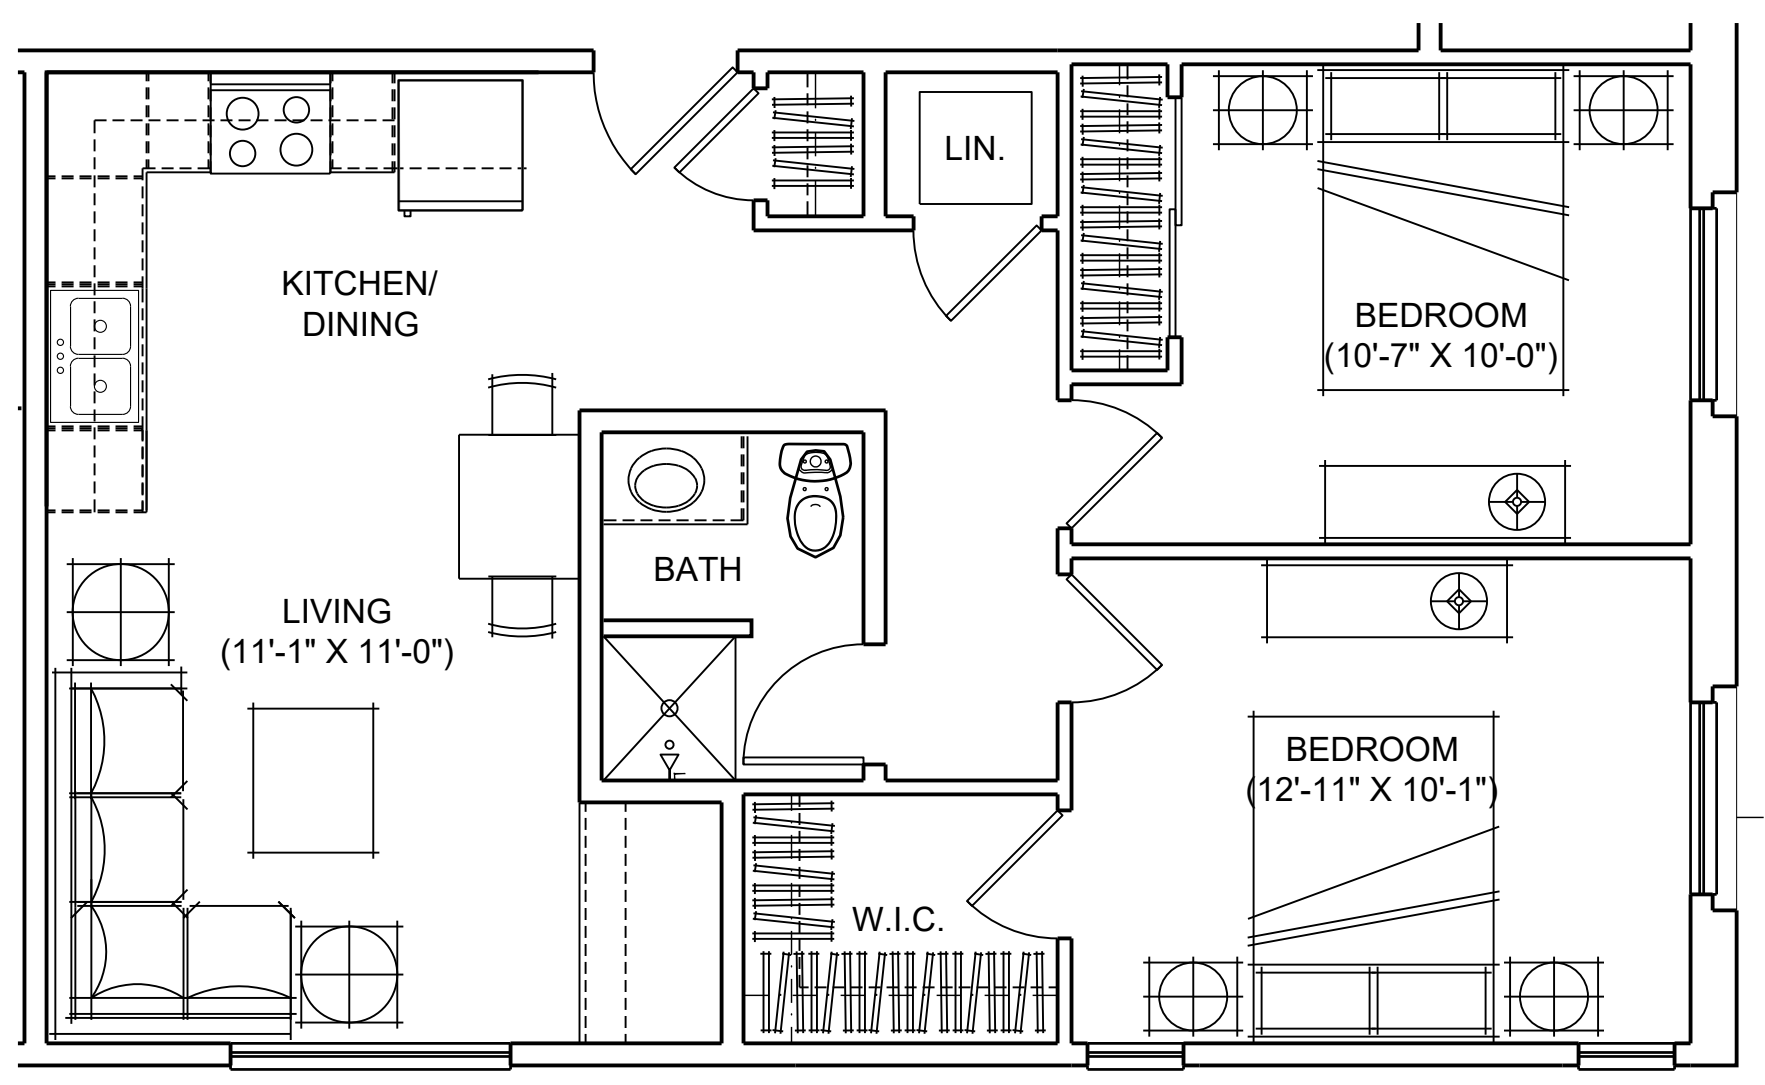 LIN.
KITCHEN/
DINING
BEDROOM
(10'-7" X 10'-0")
BATH
LIVING
(11'-1" X 11'-0")
BEDROOM
(12'-11" X 10'-1")
W.I.C.